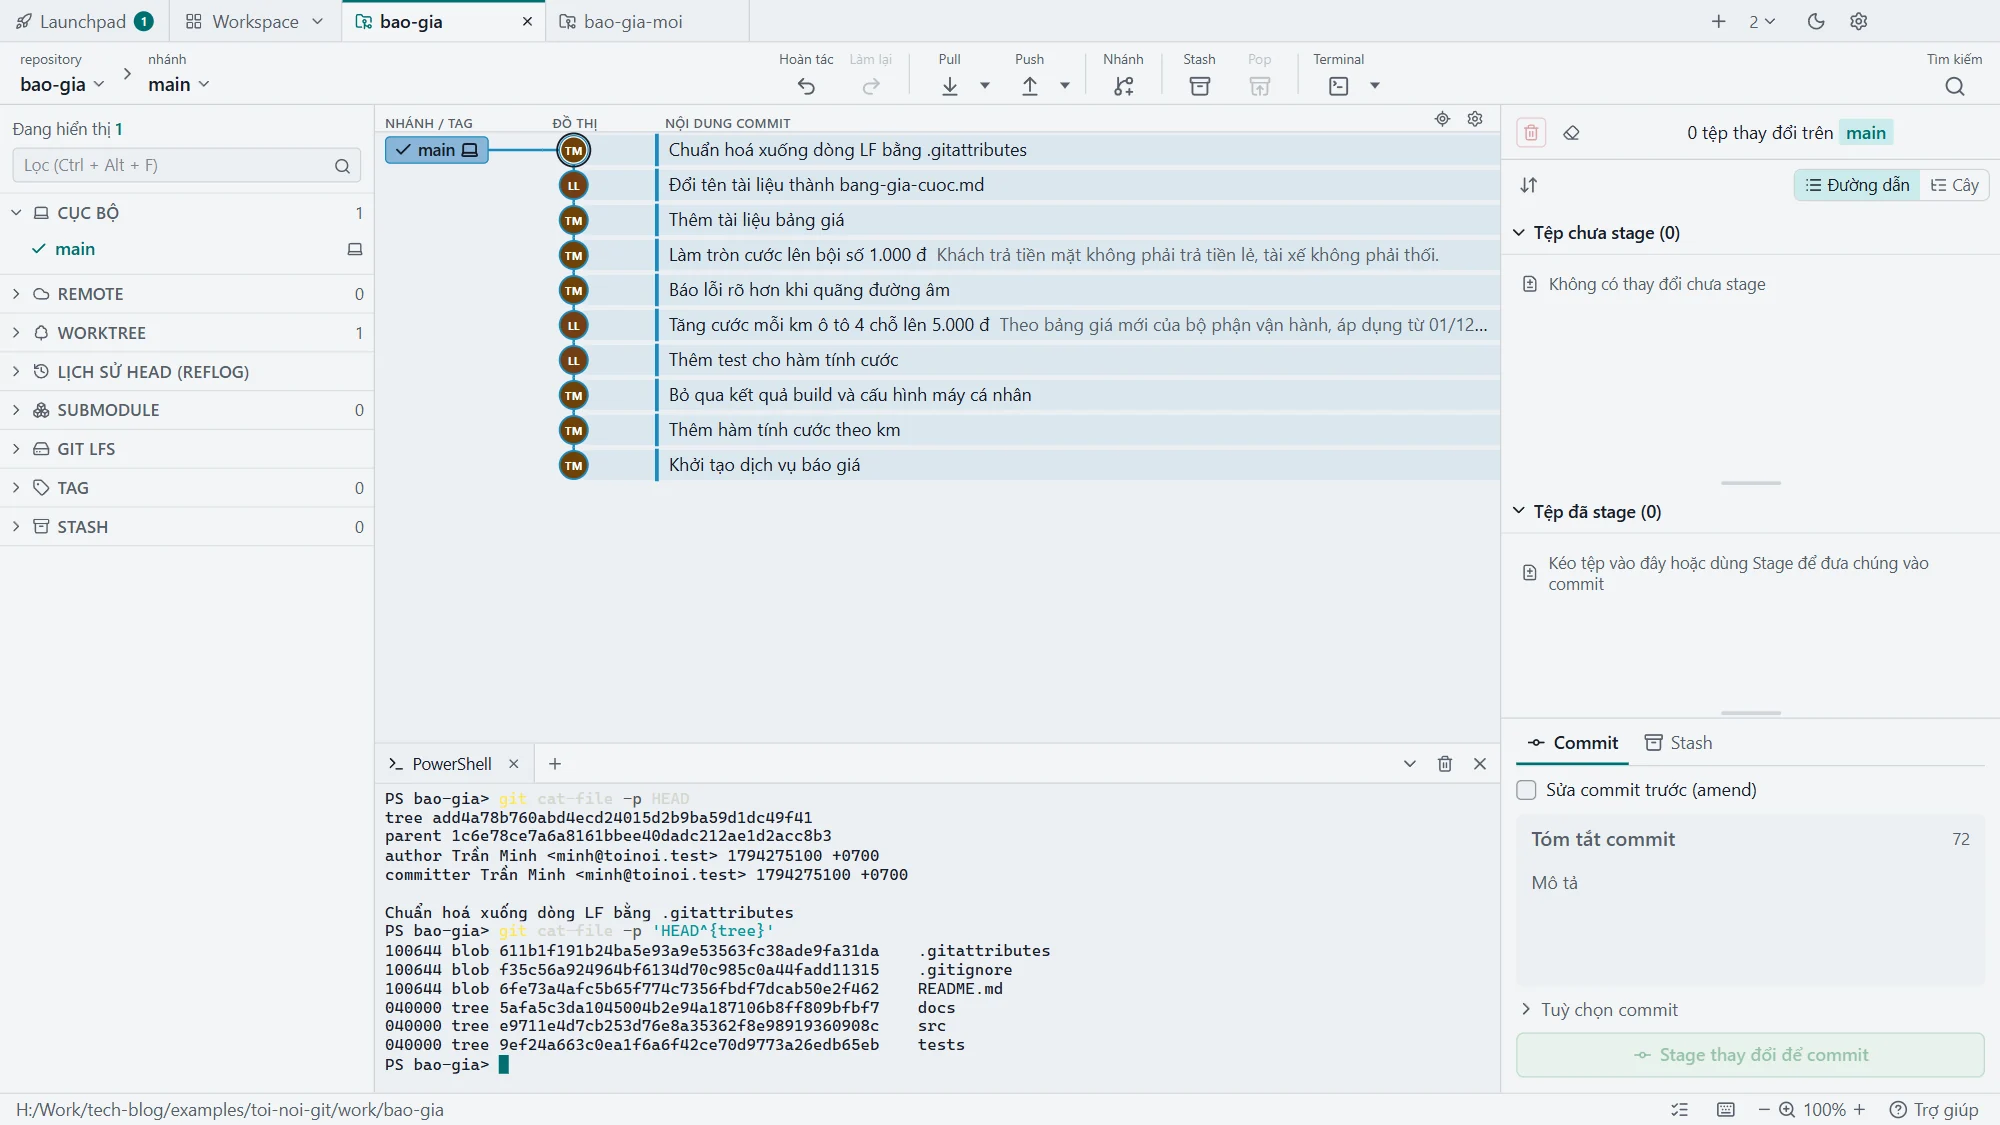 Launchpad 1
Workspace
bao-gia
bao-gia-moi
2
repository
bao-gia
nhánh
main
Hoàn tác
Làm lại
Pull
Push
Nhánh
Stash
Pop
Terminal
Tìm kiếm
Đang hiển thị 1
Lọc (Ctrl + Alt + F)
CỤC BỘ 1
main
REMOTE 0
WORKTREE 1
LỊCH SỬ HEAD (REFLOG)
SUBMODULE 0
GIT LFS
TAG 0
STASH 0
NHÁNH / TAG
ĐỒ THỊ
NỘI DUNG COMMIT
main TM Chuẩn hoá xuống dòng LF bằng .gitattributes
LL Đổi tên tài liệu thành bang-gia-cuoc.md
TM Thêm tài liệu bảng giá
TM Làm tròn cước lên bội số 1.000 đ Khách trả tiền mặt không phải trả tiền lẻ, tài xế không phải thối.
TM Báo lỗi rõ hơn khi quãng đường âm
LL Tăng cước mỗi km ô tô 4 chỗ lên 5.000 đ Theo bảng giá mới của bộ phận vận hành, áp dụng từ 01/12...
LL Thêm test cho hàm tính cước
TM Bỏ qua kết quả build và cấu hình máy cá nhân
TM Thêm hàm tính cước theo km
TM Khởi tạo dịch vụ báo giá
PowerShell
PS bao-gia> git cat-file -p HEAD
tree add4a78b760abd4ecd24015d2b9ba59d1dc49f41
parent 1c6e78ce7a6a8161bbee40dadc212ae1d2acc8b3
author Trần Minh <minh@toinoi.test> 1794275100 +0700
committer Trần Minh <minh@toinoi.test> 1794275100 +0700
Chuẩn hoá xuống dòng LF bằng .gitattributes
PS bao-gia> git cat-file -p 'HEAD^{tree}'
100644 blob 611b1f191b24ba5e93a9e53563fc38ade9fa31da .gitattributes
100644 blob f35c56a924964bf6134d70c985c0a44fadd11315 .gitignore
100644 blob 6fe73a4afc5b65f774c7356fbdf7dcab50e2f462 README.md
040000 tree 5afa5c3da1045004b2e94a187106b8ff809bfbf7 docs
040000 tree e9711e4d7cb253d76e8a35362f8e98919360908c src
040000 tree 9ef24a663c0ea1f6a6f42ce70d9773a26edb65eb tests
PS bao-gia>
0 tệp thay đổi trên main
Đường dẫn
Cây
Tệp chưa stage (0)
Không có thay đổi chưa stage
Tệp đã stage (0)
Kéo tệp vào đây hoặc dùng Stage để đưa chúng vào
commit
Commit
Stash
Sửa commit trước (amend)
Tóm tắt commit 72
Mô tả
Tuỳ chọn commit
Stage thay đổi để commit
H:/Work/tech-blog/examples/toi-noi-git/work/bao-gia
100%
Trợ giúp